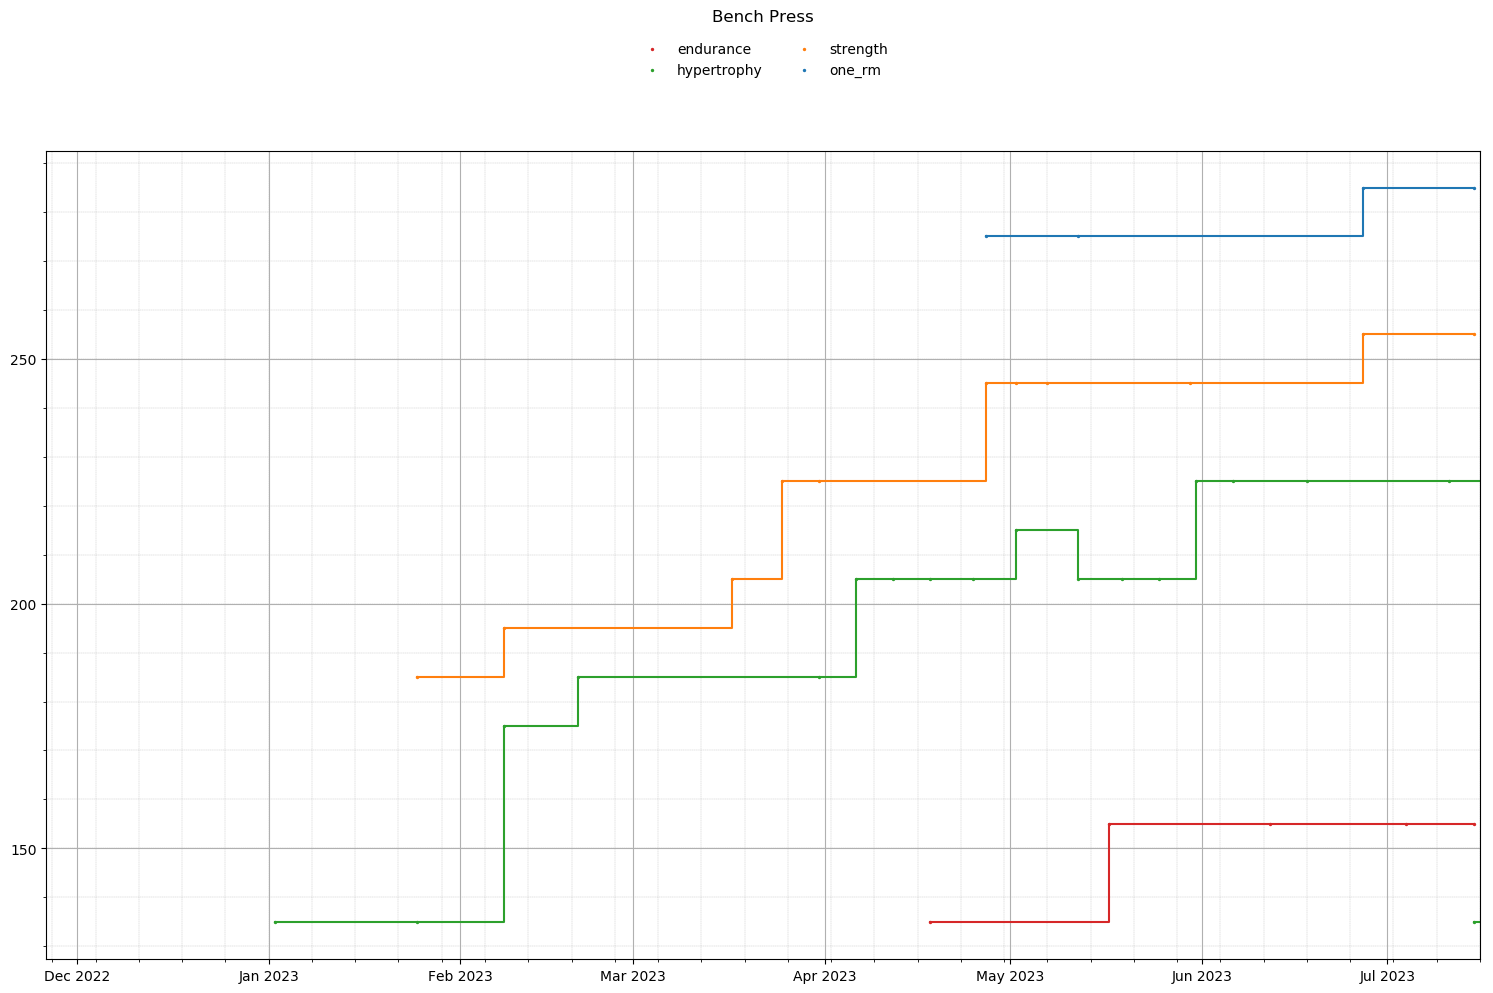 Bench Press
endurance
hypertrophy
strength
one_rm
250
200
150
Dec 2022
Jan 2023
Feb 2023
Mar 2023
Apr 2023
May 2023
Jun 2023
Jul 2023